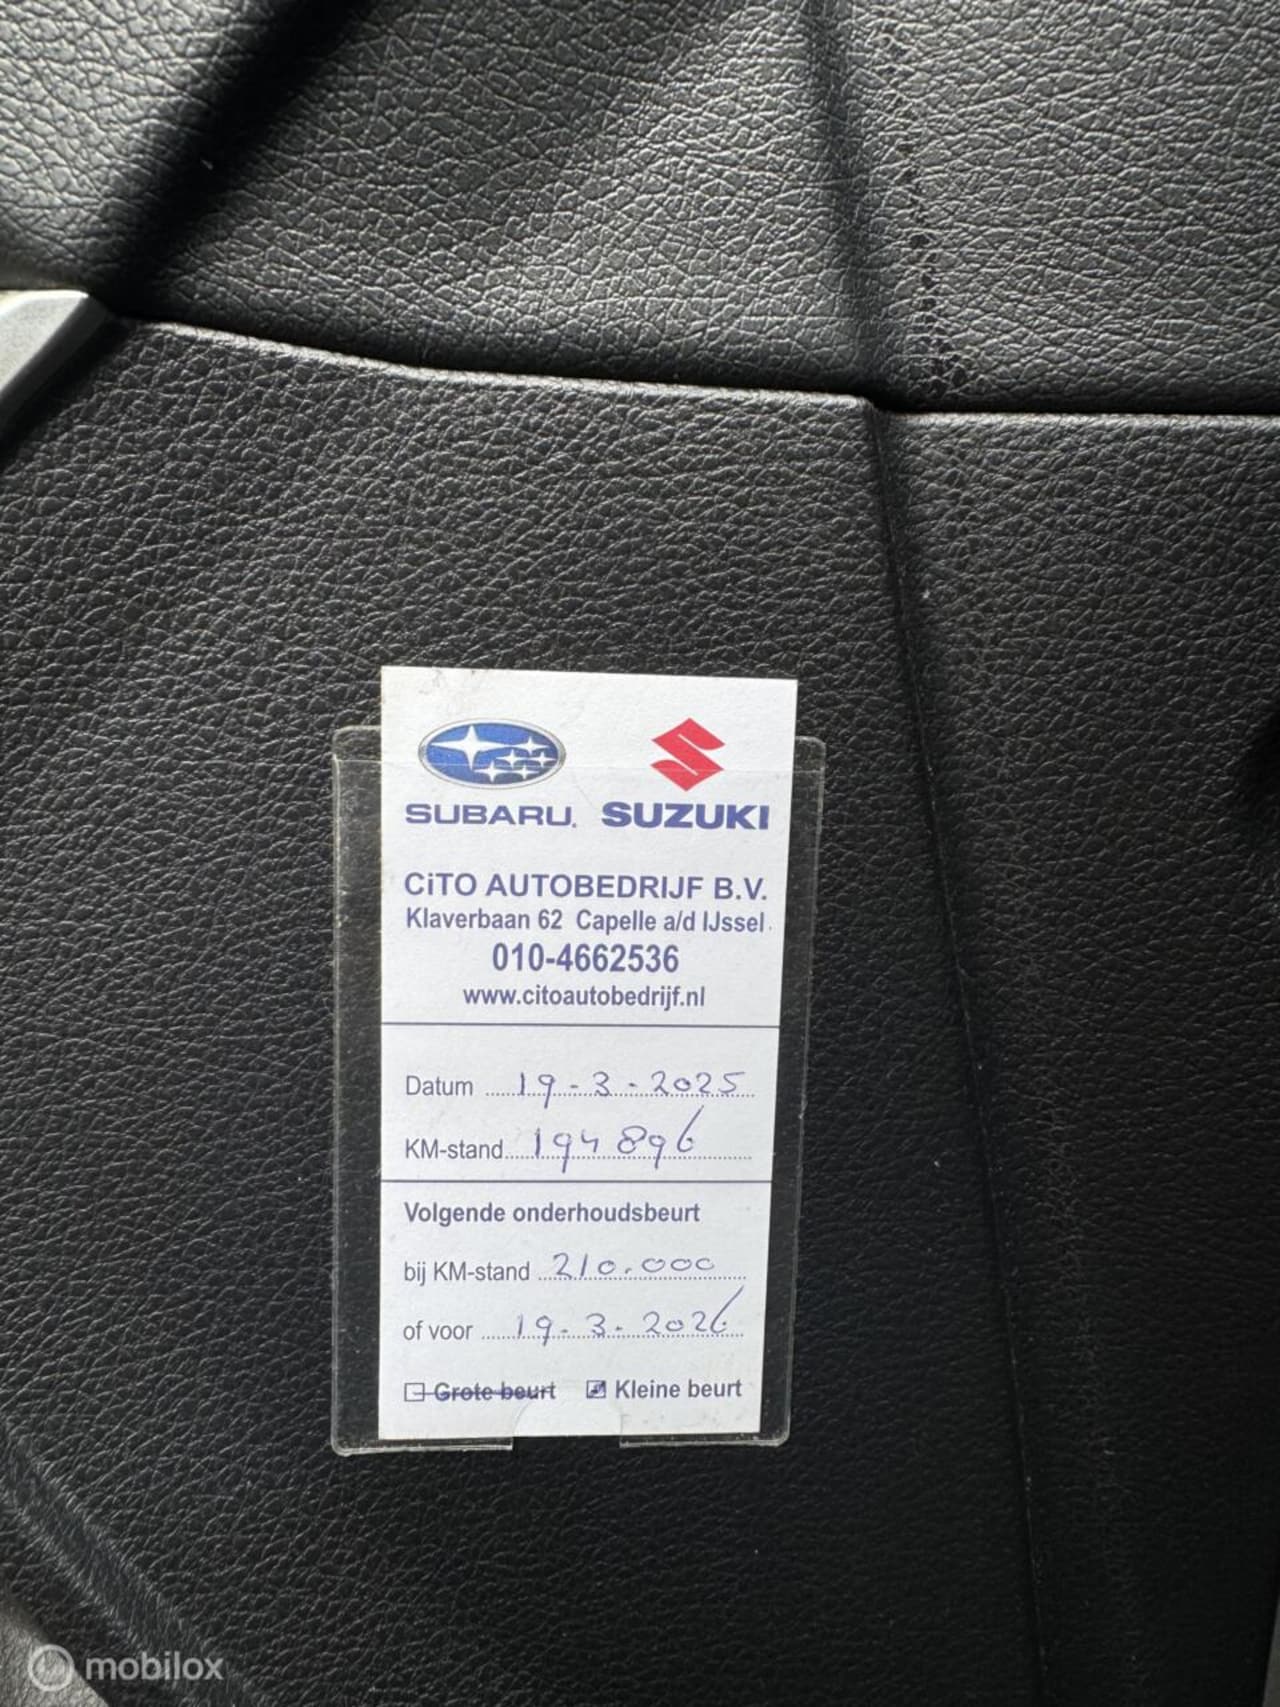 SUBARU. SUZUKI
CiTO AUTOBEDRIJF B.V.
Klaverbaan 62 Capelle a/d IJssel
010-4662536
www.citoautobedrijf.nl
Datum 19-3-2025
KM-stand 194896
Volgende onderhoudsbeurt
bij KM-stand 210.000
of voor 19-3-2026
Grote beurt Kleine beurt
mobilox